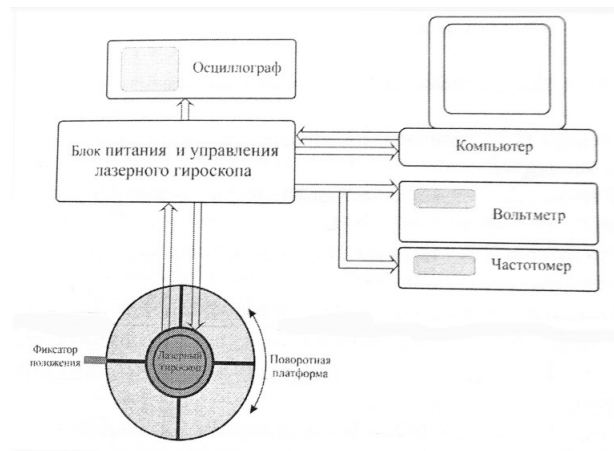 Осциллограф
Блок питания и управления
лазерного гироскопа
Компьютер
Вольтметр
Частотомер
Фиксатор
положения
Лазерный
гироскоп
Поворотная
платформа